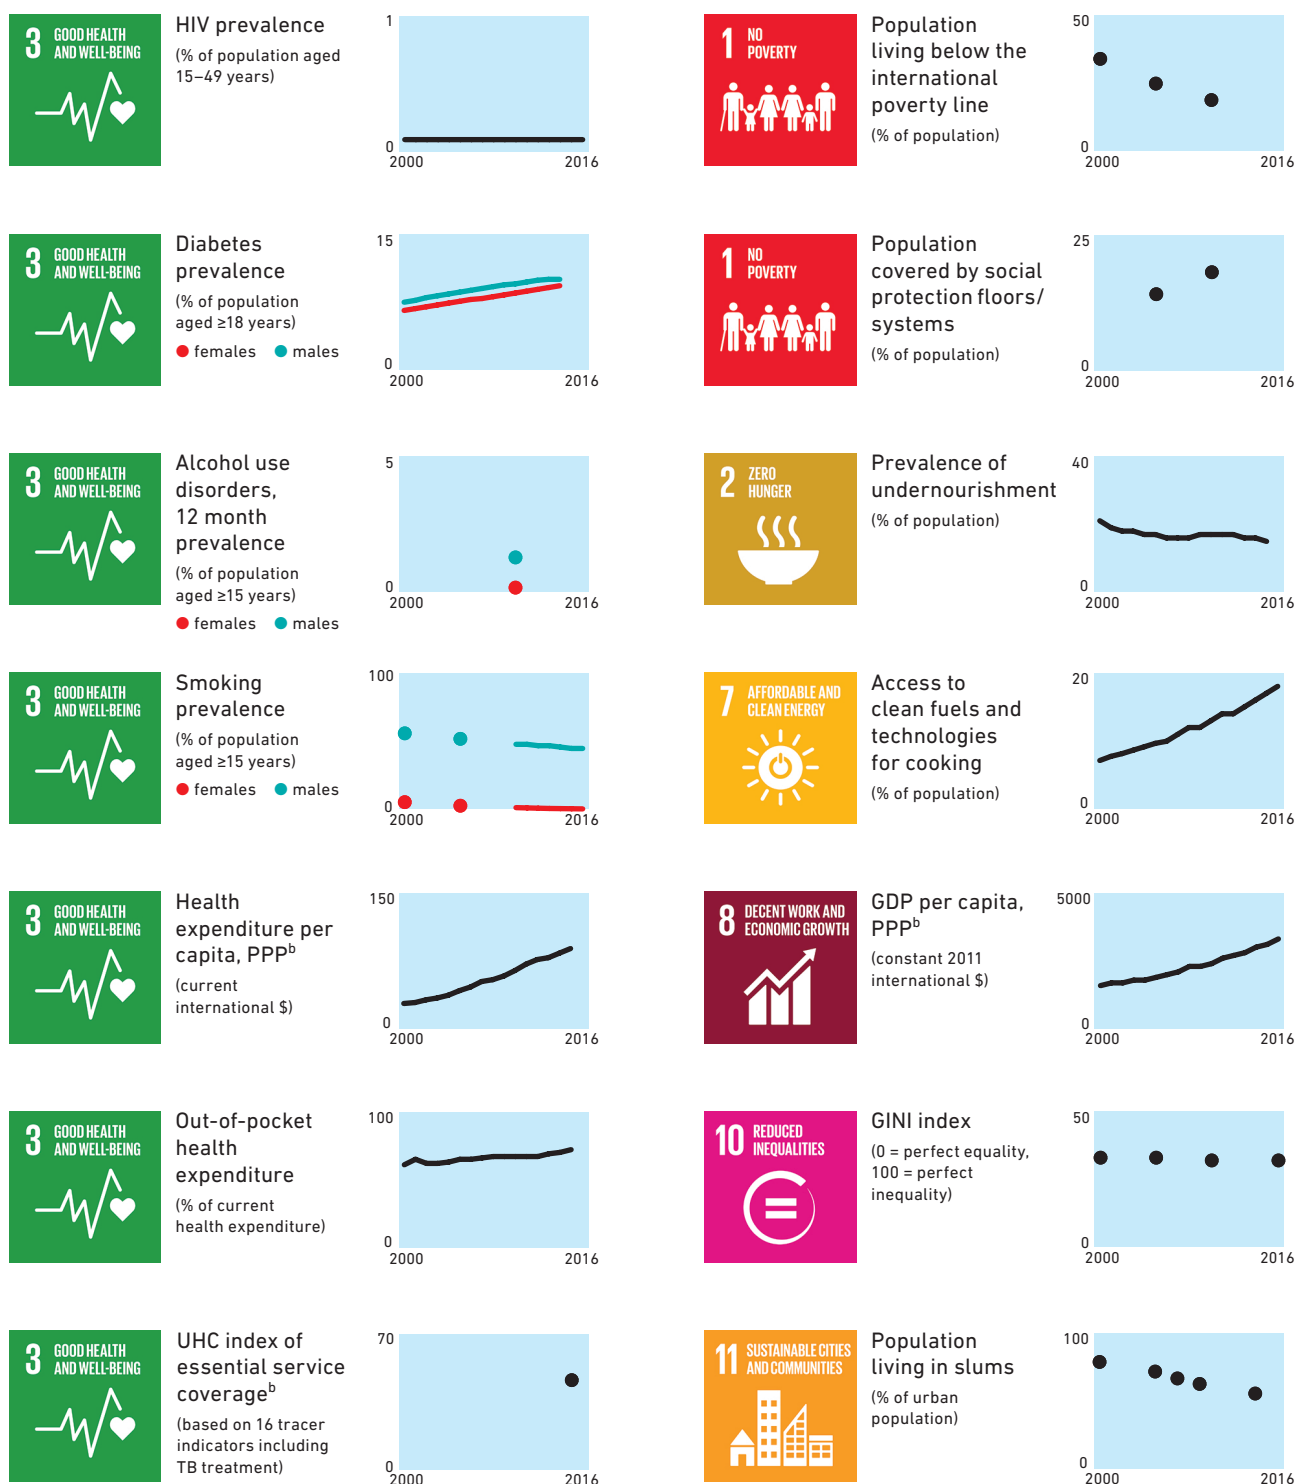 3 GOOD HEALTH
AND WELL-BEING
HIV prevalence
(% of population aged
15–49 years)
1
0
2000 2016
3 GOOD HEALTH
AND WELL-BEING
Diabetes
prevalence
(% of population
aged ≥18 years)
females males
15
0
2000 2016
3 GOOD HEALTH
AND WELL-BEING
Alcohol use
disorders,
12 month
prevalence
(% of population
aged ≥15 years)
females males
5
0
2000 2016
3 GOOD HEALTH
AND WELL-BEING
Smoking
prevalence
(% of population
aged ≥15 years)
females males
100
0
2000 2016
3 GOOD HEALTH
AND WELL-BEING
Health
expenditure per
capita, PPPᵇ
(current
international $)
150
0
2000 2016
3 GOOD HEALTH
AND WELL-BEING
Out-of-pocket
health
expenditure
(% of current
health expenditure)
100
0
2000 2016
3 GOOD HEALTH
AND WELL-BEING
UHC index of
essential service
coverageᵇ
(based on 16 tracer
indicators including
TB treatment)
70
0
2000 2016
1 NO
POVERTY
Population
living below the
international
poverty line
(% of population)
50
0
2000 2016
1 NO
POVERTY
Population
covered by social
protection floors/
systems
(% of population)
25
0
2000 2016
2 ZERO
HUNGER
Prevalence of
undernourishment
(% of population)
40
0
2000 2016
7 AFFORDABLE AND
CLEAN ENERGY
Access to
clean fuels and
technologies
for cooking
(% of population)
20
0
2000 2016
8 DECENT WORK AND
ECONOMIC GROWTH
GDP per capita,
PPPᵇ
(constant 2011
international $)
5000
0
2000 2016
10 REDUCED
INEQUALITIES
GINI index
(0 = perfect equality,
100 = perfect
inequality)
50
0
2000 2016
11 SUSTAINABLE CITIES
AND COMMUNITIES
Population
living in slums
(% of urban
population)
100
0
2000 2016